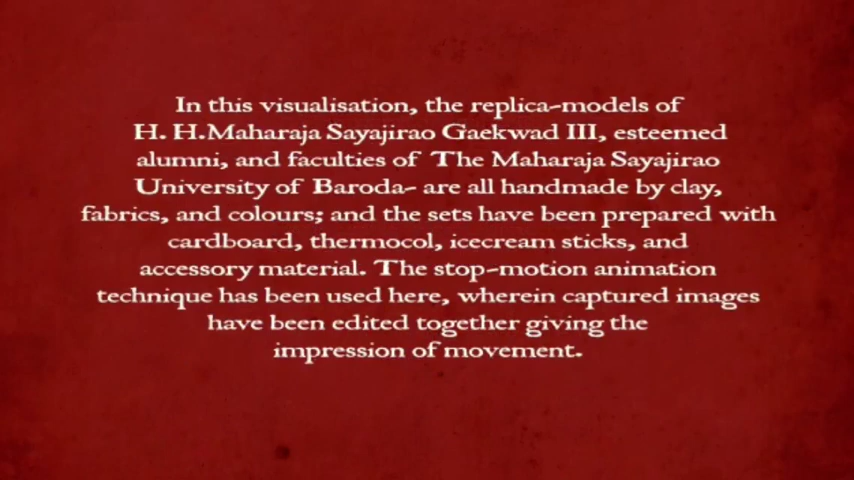 In this visualisation, the replica-models of
H. H.Maharaja Sayajirao Gaekwad III, esteemed
alumni, and faculties of The Maharaja Sayajirao
University of Baroda- are all handmade by clay,
fabrics, and colours; and the sets have been prepared with
cardboard, thermocol, icecream sticks, and
accessory material. The stop-motion animation
technique has been used here, wherein captured images
have been edited together giving the
impression of movement.